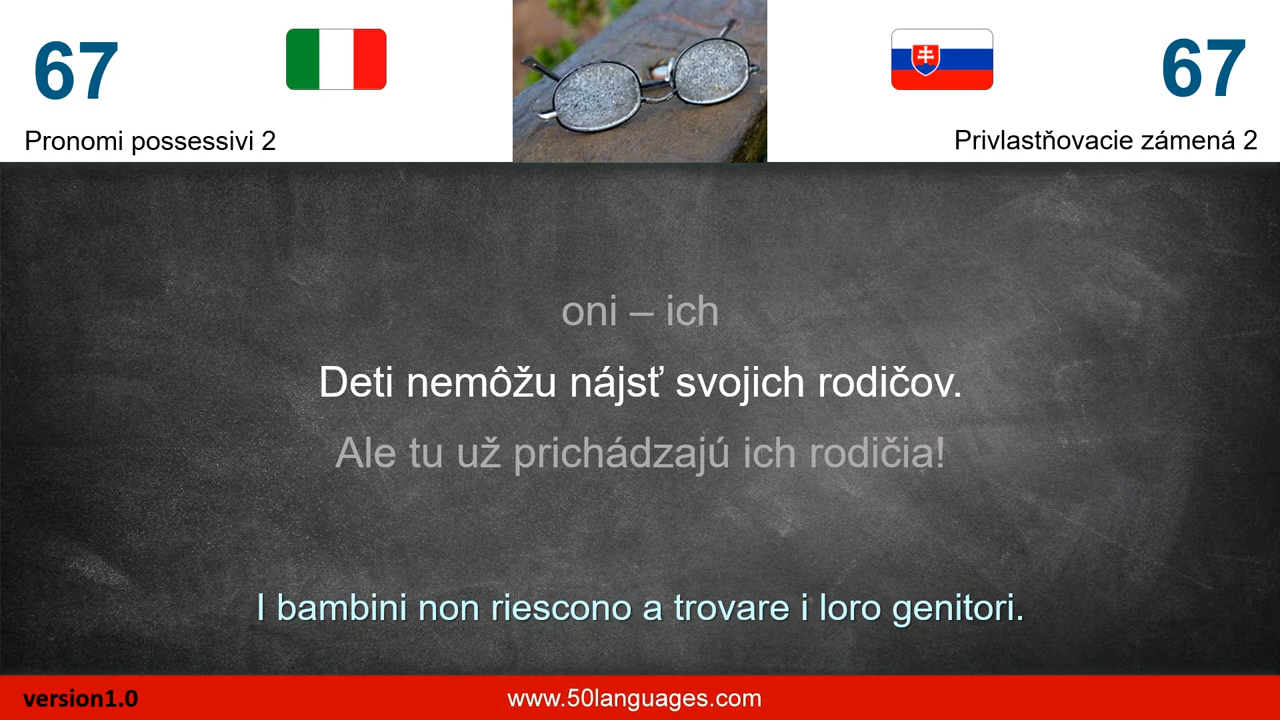 67
67
Pronomi possessivi 2
Privlastňovacie zámená 2
oni – ich
Deti nemôžu nájsť svojich rodičov.
Ale tu už prichádzajú ich rodičia!
I bambini non riescono a trovare i loro genitori.
version1.0
www.50languages.com